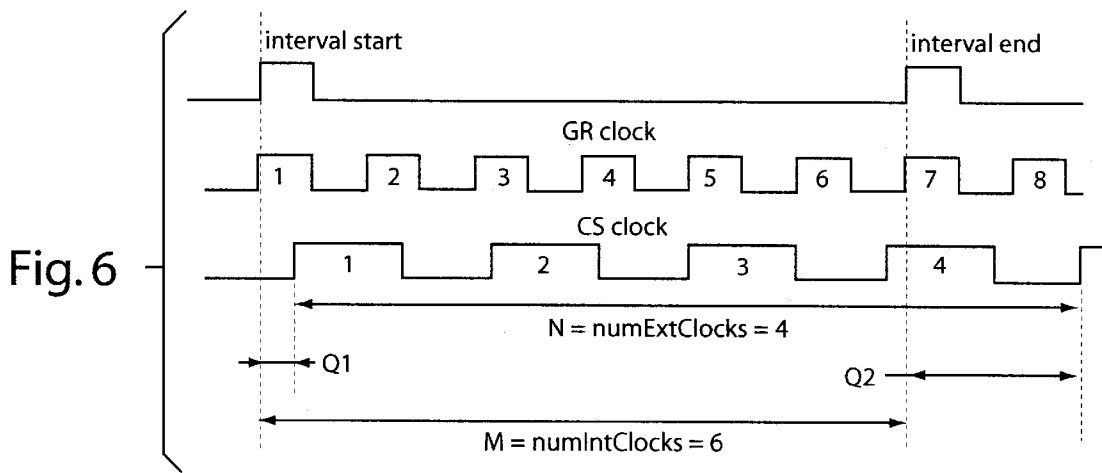 interval start
interval end
GR clock
1 2 3 4 5 6 7 8
CS clock
1 2 3 4
Fig. 6
N = numExtClocks = 4
Q1
Q2
M = numIntClocks = 6